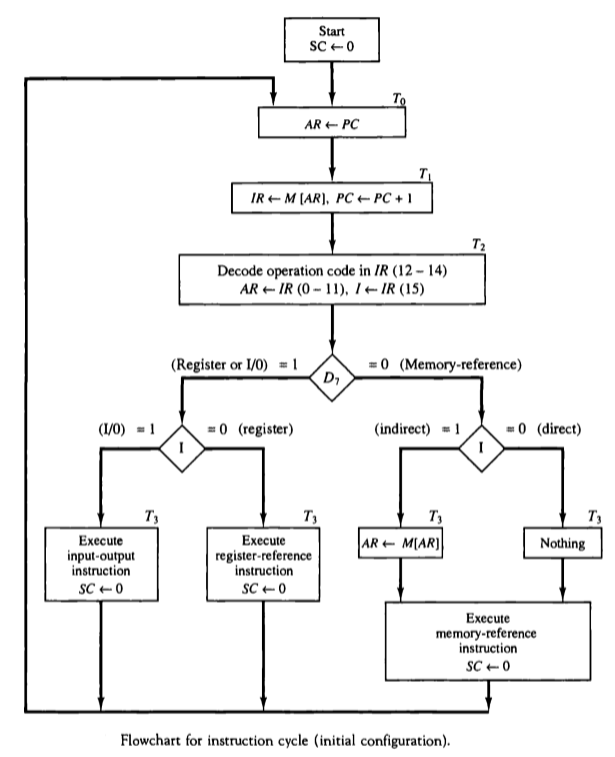 Start
SC ← 0
T₀
AR ← PC
T₁
IR ← M [AR], PC ← PC + 1
T₂
Decode operation code in IR (12 – 14)
AR ← IR (0 – 11), I ← IR (15)
(Register or I/0) = 1
= 0 (Memory-reference)
D₇
(I/0) = 1
= 0 (register)
(indirect) = 1
= 0 (direct)
I
I
T₃
T₃
T₃
T₃
Execute
input-output
instruction
SC ← 0
Execute
register-reference
instruction
SC ← 0
AR ← M[AR]
Nothing
Execute
memory-reference
instruction
SC ← 0
Flowchart for instruction cycle (initial configuration).